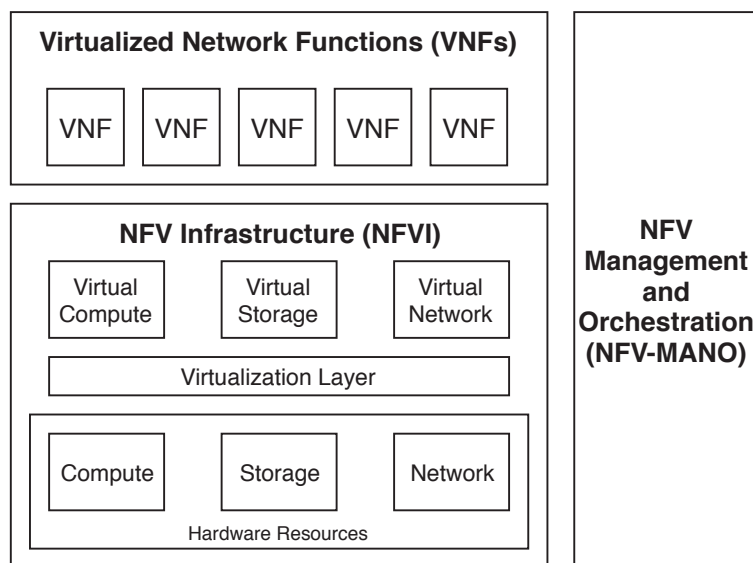 Virtualized Network Functions (VNFs)
VNF VNF VNF VNF VNF
NFV Infrastructure (NFVI)
Virtual
Compute
Virtual
Storage
Virtual
Network
Virtualization Layer
Compute
Storage
Network
Hardware Resources
NFV
Management
and
Orchestration
(NFV-MANO)